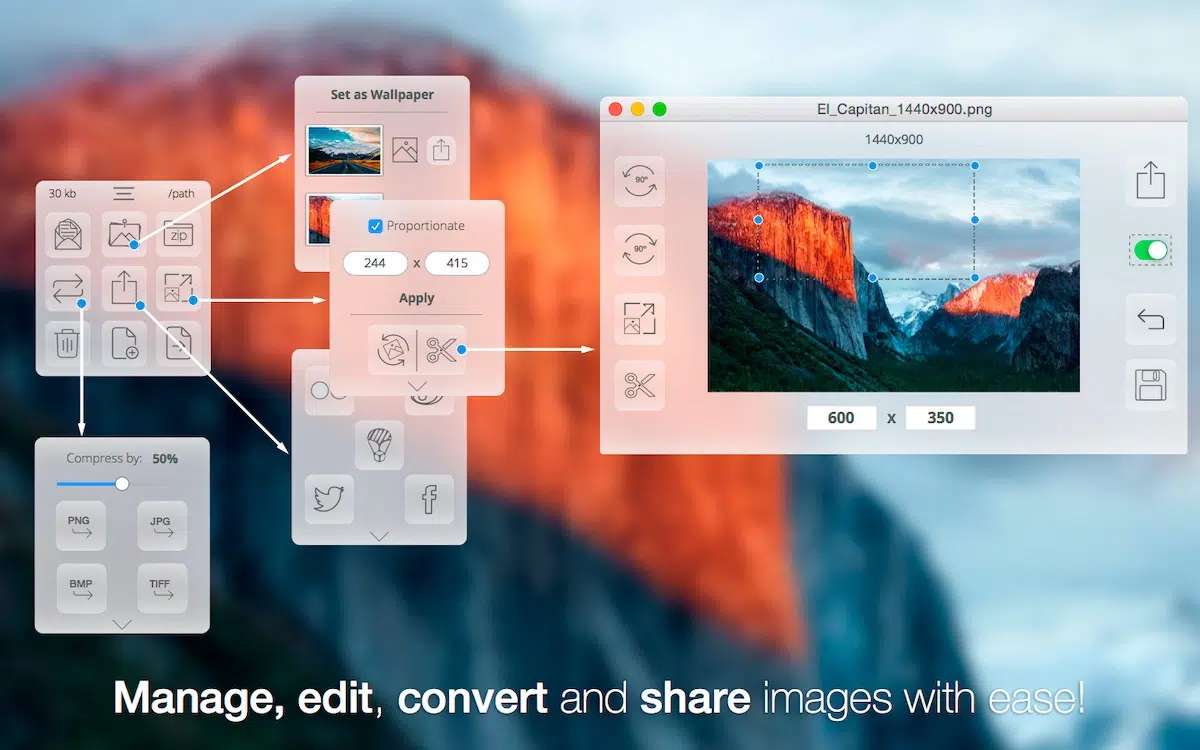 Set as Wallpaper
30 kb
/path
zip
Proportionate
244 x 415
Apply
Compress by: 50%
PNG
JPG
BMP
TIFF
El_Capitan_1440x900.png
1440x900
90°
90°
600 x 350
Manage, edit, convert and share images with ease!